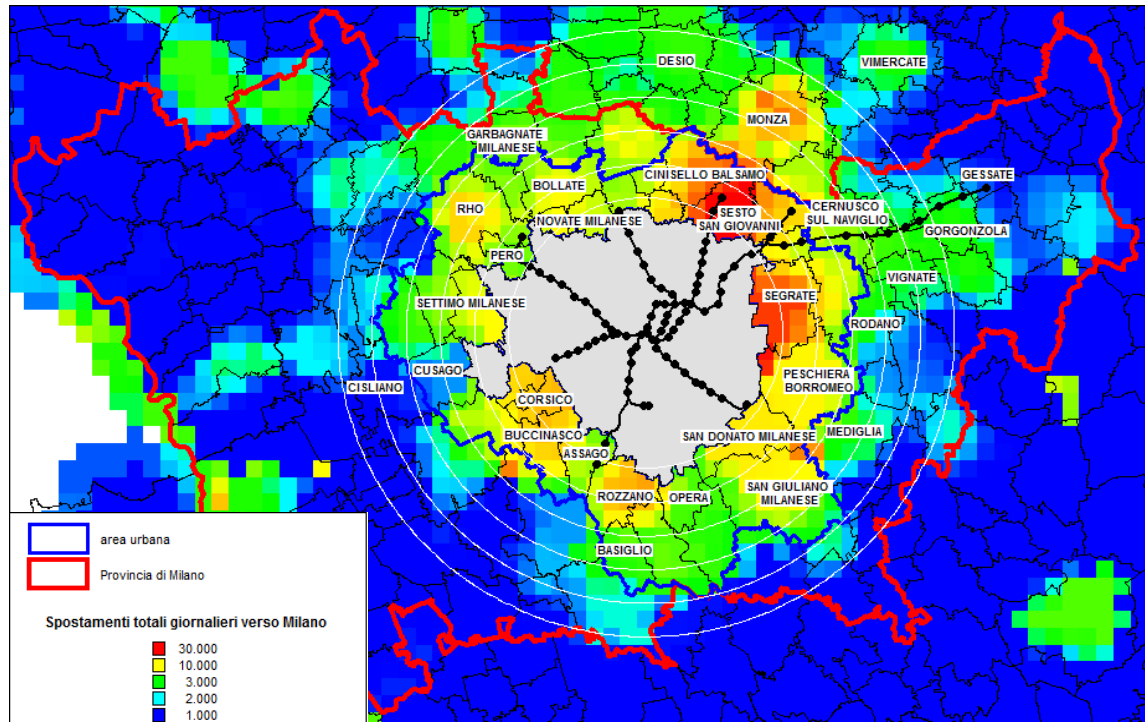 DESIO
VIMERCATE
MONZA
GARBAGNATE
MILANESE
CINISELLO BALSAMO
GESSATE
BOLLATE
RHO
NOVATE MILANESE
SESTO
SAN GIOVANNI
CERNUSCO
SUL NAVIGLIO
GORGONZOLA
PERO
VIGNATE
SETTIMO MILANESE
SEGRATE
RODANO
CUSAGO
CISLIANO
PESCHIERA
BORROMEO
CORSICO
BUCCINASCO
SAN DONATO MILANESE
MEDIGLIA
ASSAGO
ROZZANO
OPERA
SAN GIULIANO
MILANESE
BASIGLIO
area urbana
Provincia di Milano
Spostamenti totali giornalieri verso Milano
30.000
10.000
3.000
2.000
1.000